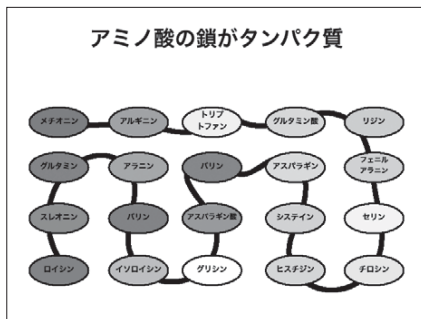 アミノ酸の鎖がタンパク質
メチオニン
アルギニン
トリプ
トファン
グルタミン酸
リジン
グルタミン
アラニン
バリン
アスパラギン
フェニル
アラニン
スレオニン
バリン
アスパラギン酸
システイン
セリン
ロイシン
イソロイシン
グリシン
ヒスチジン
チロシン